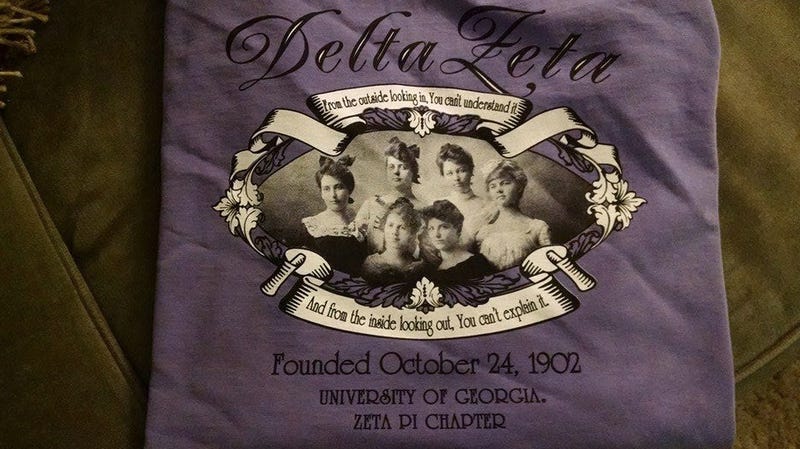 Delta Zeta
From the outside looking in, You can't understand it
And from the inside looking out, You can't explain it.
Founded October 24, 1902
UNIVERSITY OF GEORGIA.
ZETA PI CHAPTER